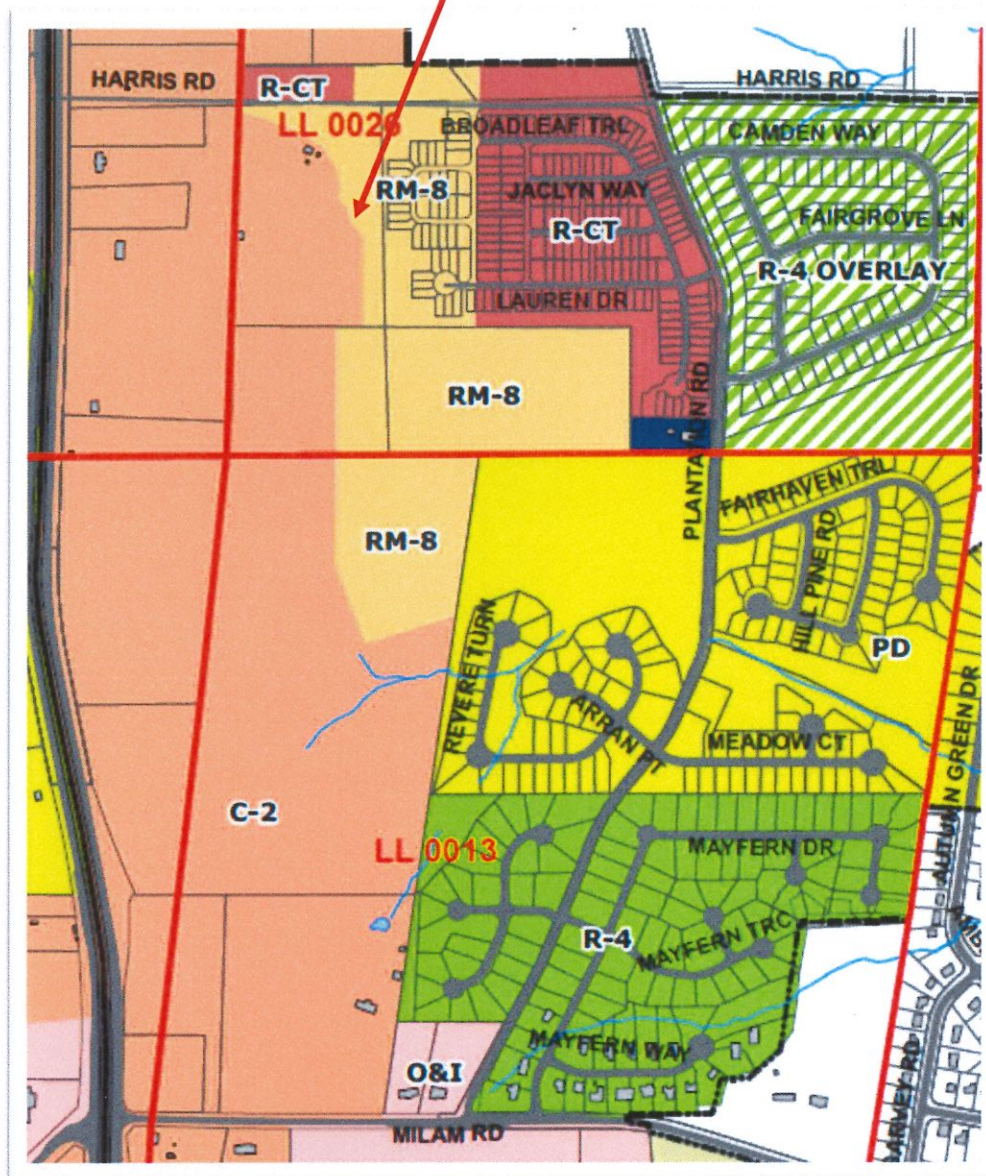 HARRIS RD
HARRIS RD
R-CT
LL 0026
BROADLEAF TRL
CAMDEN WAY
RM-8
JACLYN WAY
FAIRGROVE LN
R-CT
R-4 OVERLAY
LAUREN DR
RM-8
PLANTATION RD
FAIRHAVEN TRL
RM-8
HILL PINE RD
PD
REVERE TURN
ARRAN PT
MEADOW CT
AUTUMN GREEN DR
C-2
LL 0013
MAYFERN DR
R-4
MAYFERN TRC
MAYFERN WAY
O&I
HARVEY RD
MILAM RD